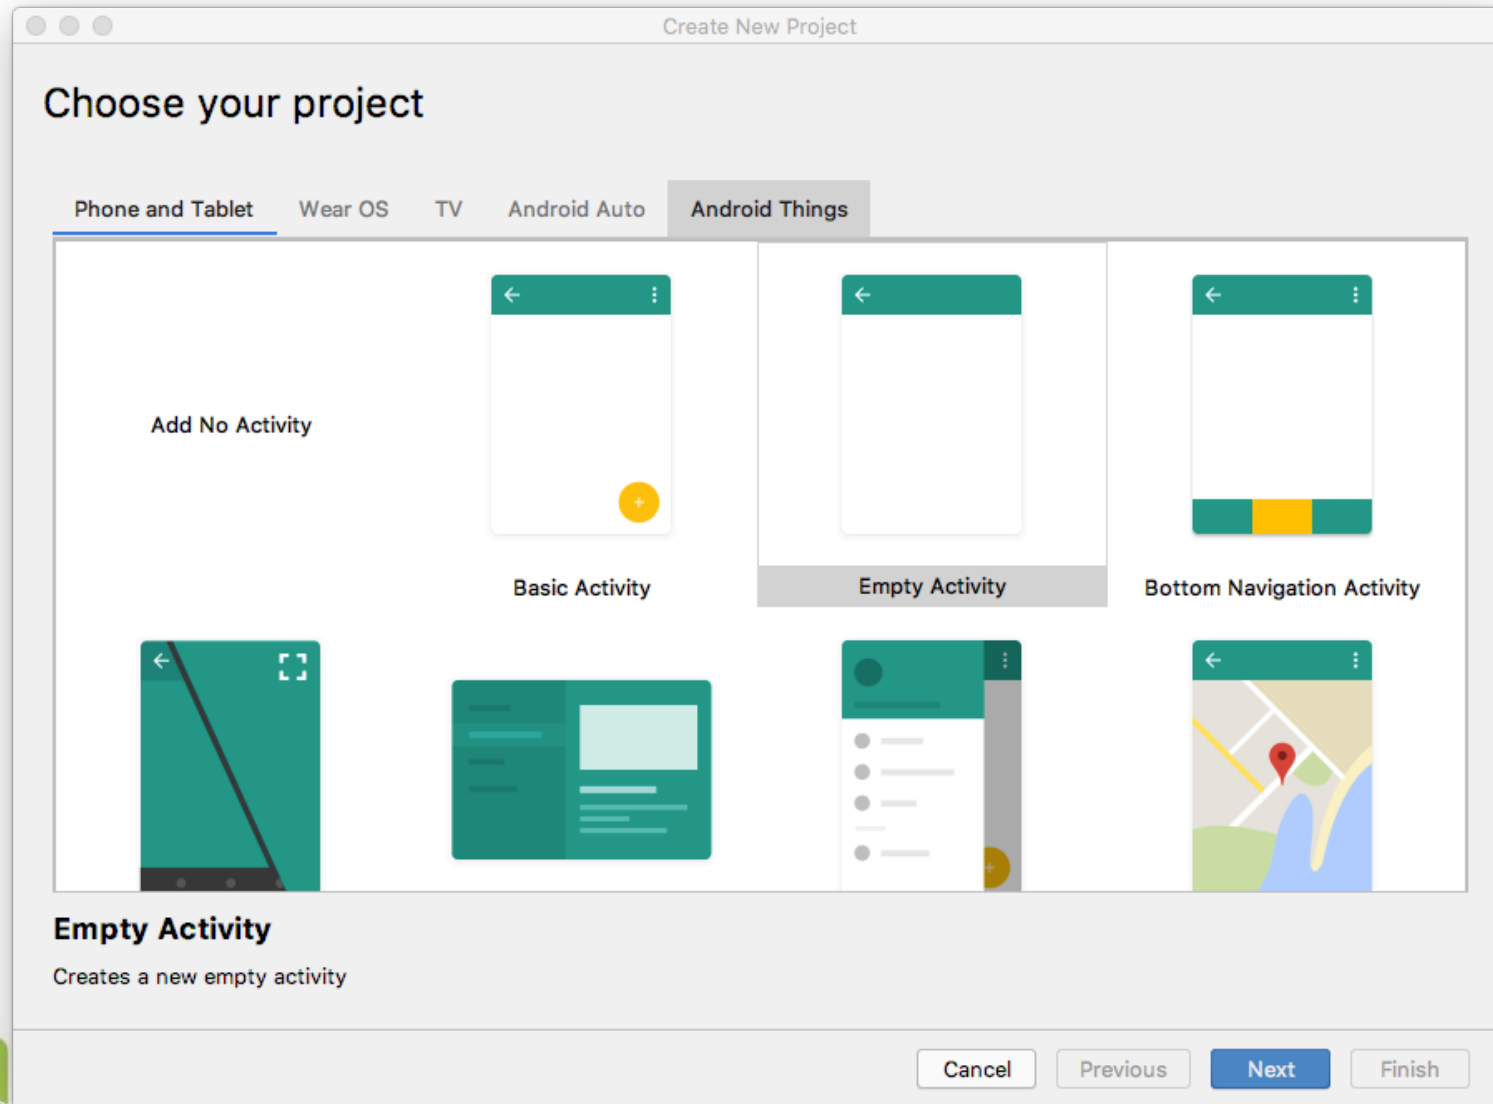 Create New Project
Choose your project
Phone and Tablet Wear OS TV Android Auto Android Things
Add No Activity
Basic Activity
Empty Activity
Bottom Navigation Activity
Empty Activity
Creates a new empty activity
Cancel Previous Next Finish